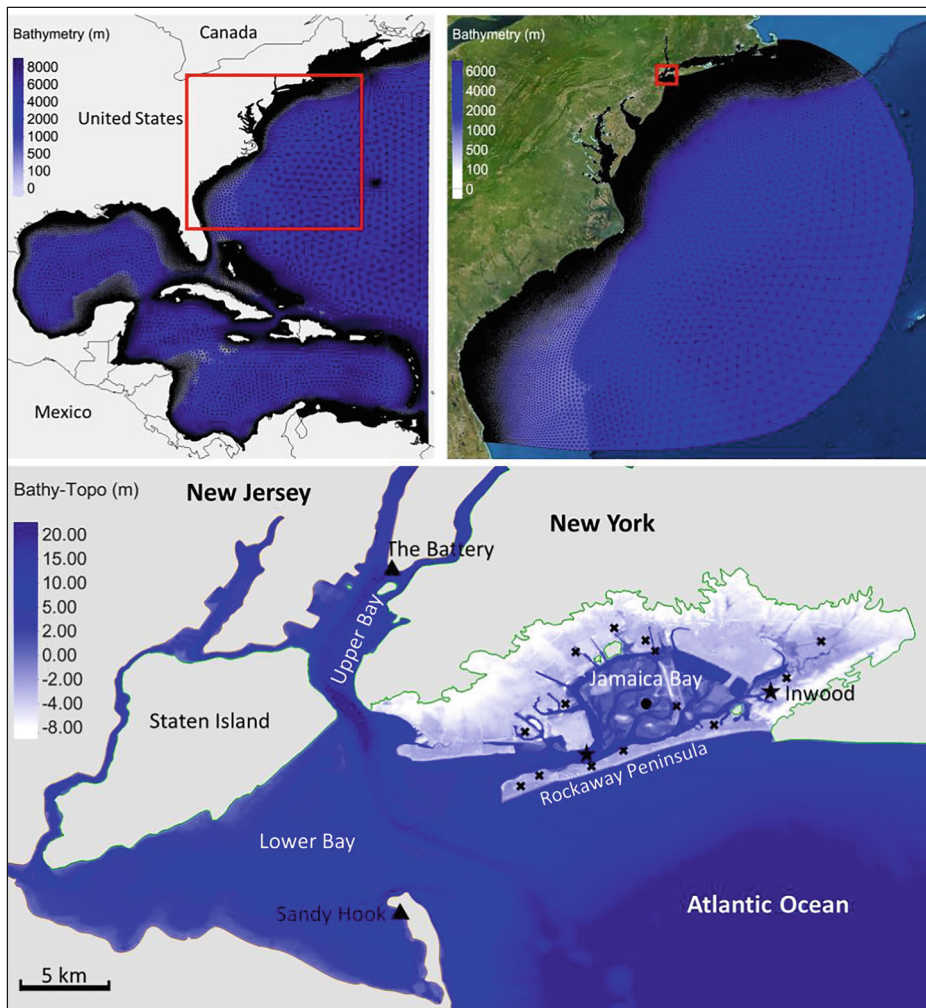 Bathymetry (m)
8000
6000
4000
2000
1000
500
100
0
Canada
United States
Mexico
Bathymetry (m)
6000
4000
2000
1000
500
100
0
Bathy-Topo (m)
20.00
15.00
10.00
5.00
2.00
0.00
-2.00
-4.00
-8.00
New Jersey
New York
The Battery
Upper Bay
Jamaica Bay
Inwood
Staten Island
Rockaway Peninsula
Lower Bay
Sandy Hook
Atlantic Ocean
5 km